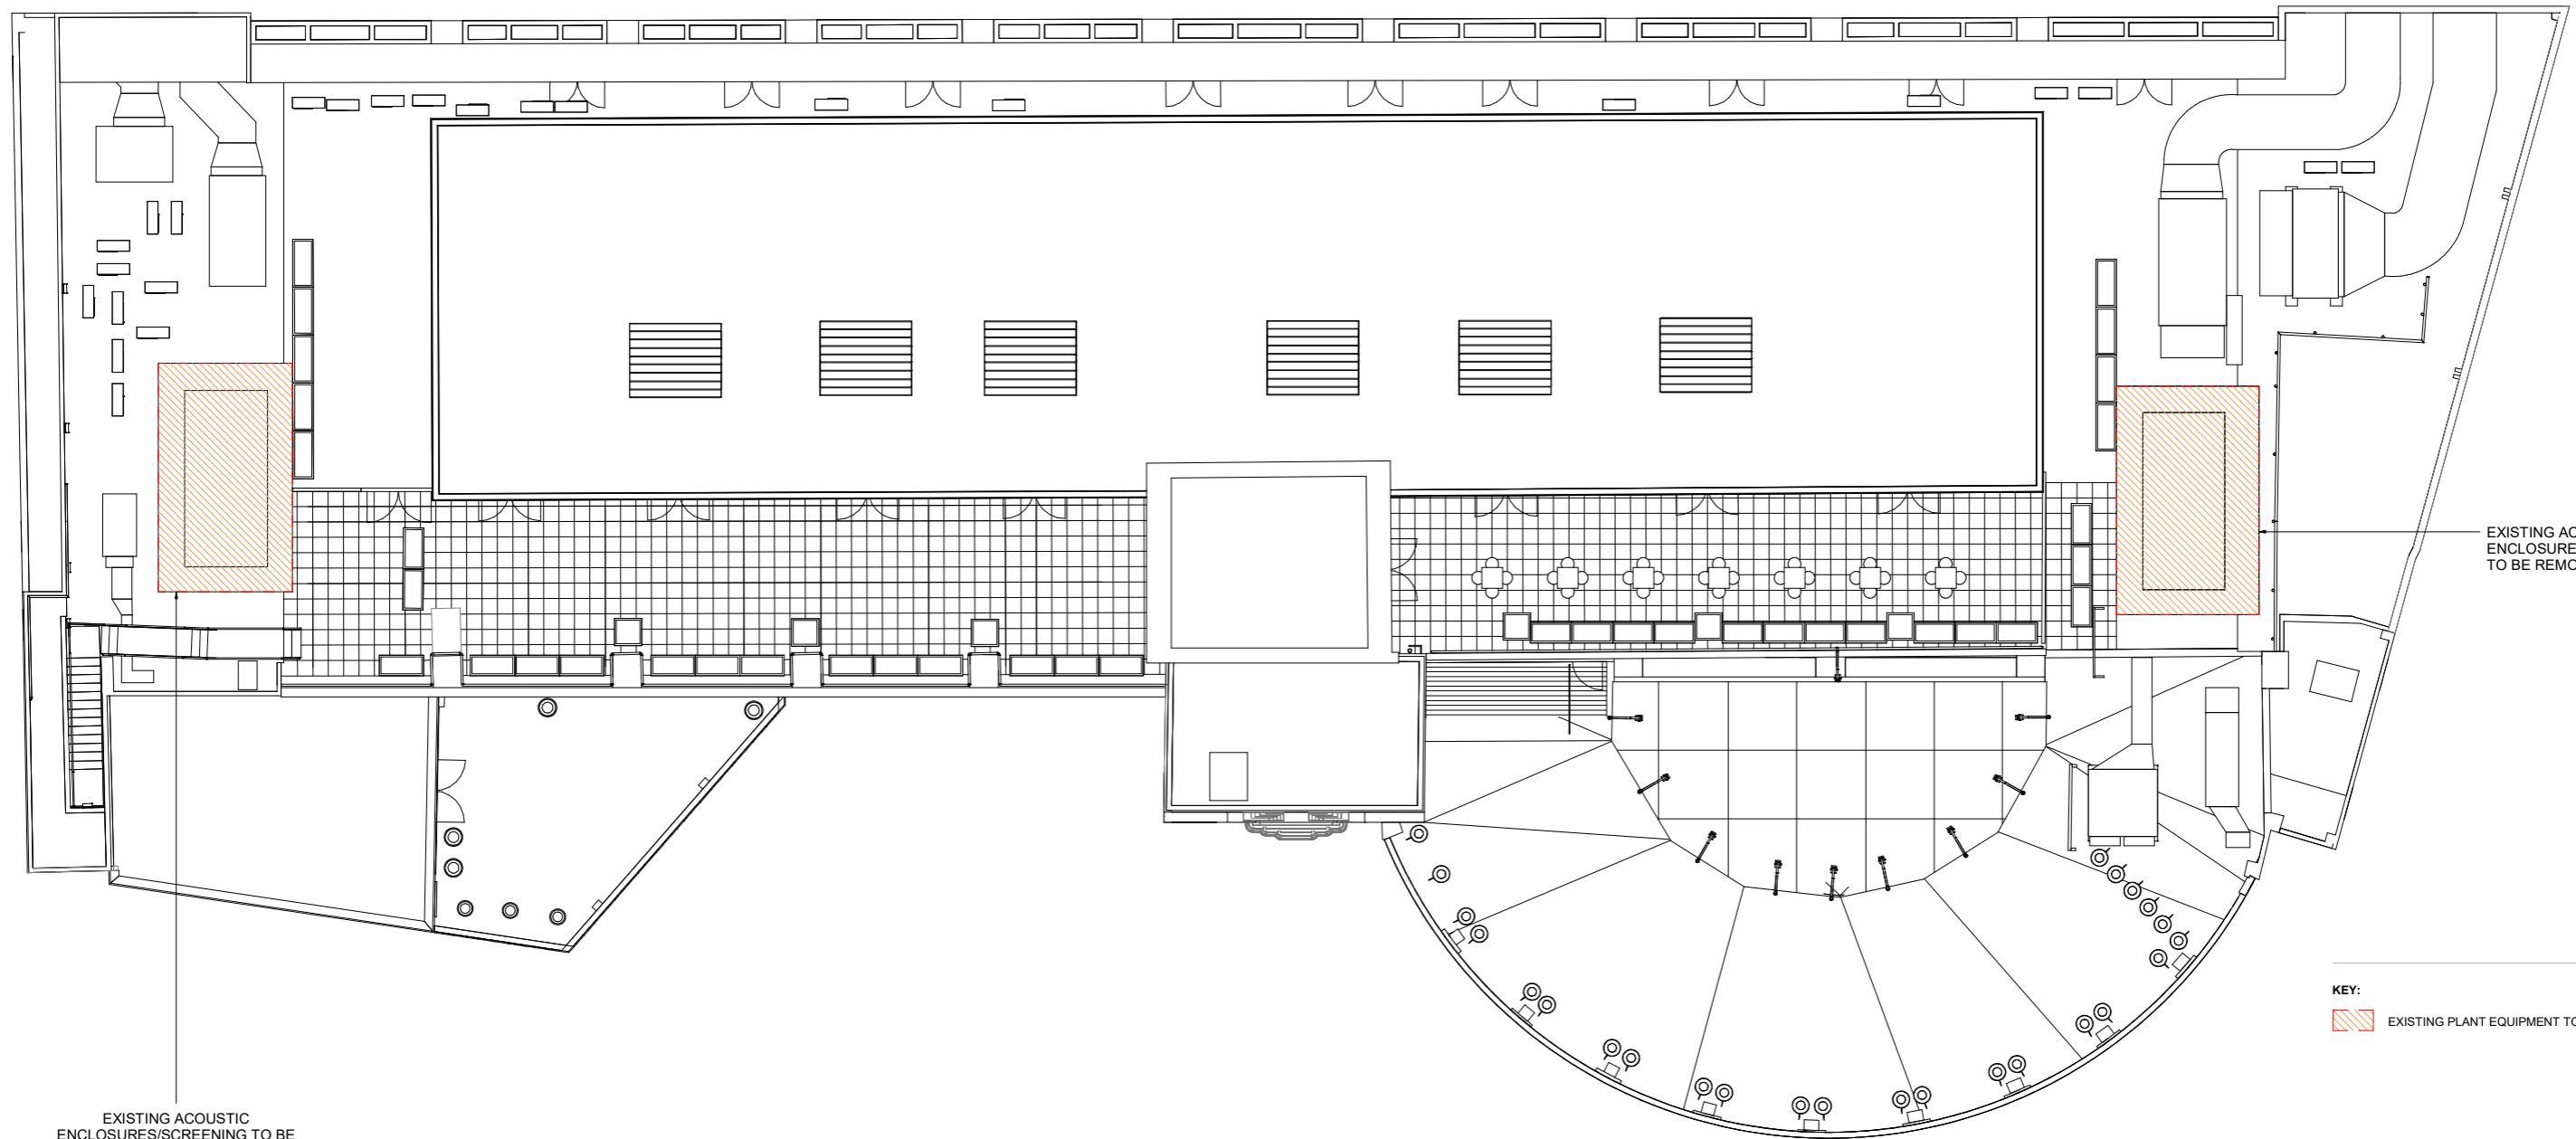 EXISTING AC
ENCLOSURE
TO BE REMO
KEY:
EXISTING PLANT EQUIPMENT TO
EXISTING ACOUSTIC
ENCLOSURES/SCREENING TO BE